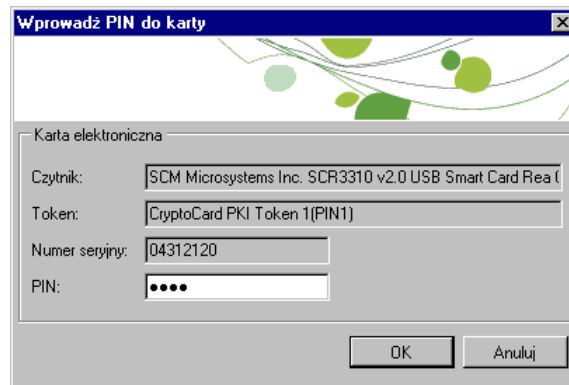 Wprowadź PIN do karty
Karta elektroniczna
Czytnik: SCM Microsystems Inc. SCR3310 v2.0 USB Smart Card Rea (
Token: CryptoCard PKI Token 1(PIN1)
Numer seryjny: 04312120
PIN: ●●●●
OK Anuluj